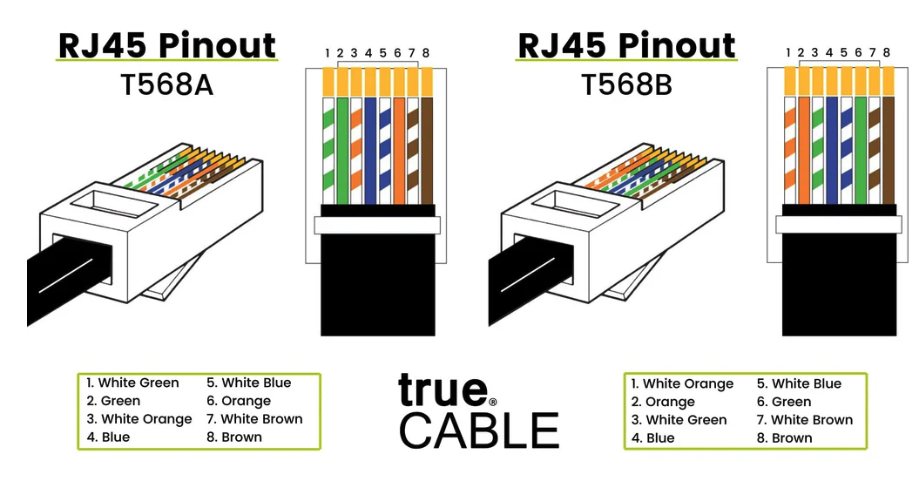 RJ45 Pinout
T568A
1 2 3 4 5 6 7 8
RJ45 Pinout
T568B
1 2 3 4 5 6 7 8
1. White Green
2. Green
3. White Orange
4. Blue
5. White Blue
6. Orange
7. White Brown
8. Brown
true®
CABLE
1. White Orange
2. Orange
3. White Green
4. Blue
5. White Blue
6. Green
7. White Brown
8. Brown